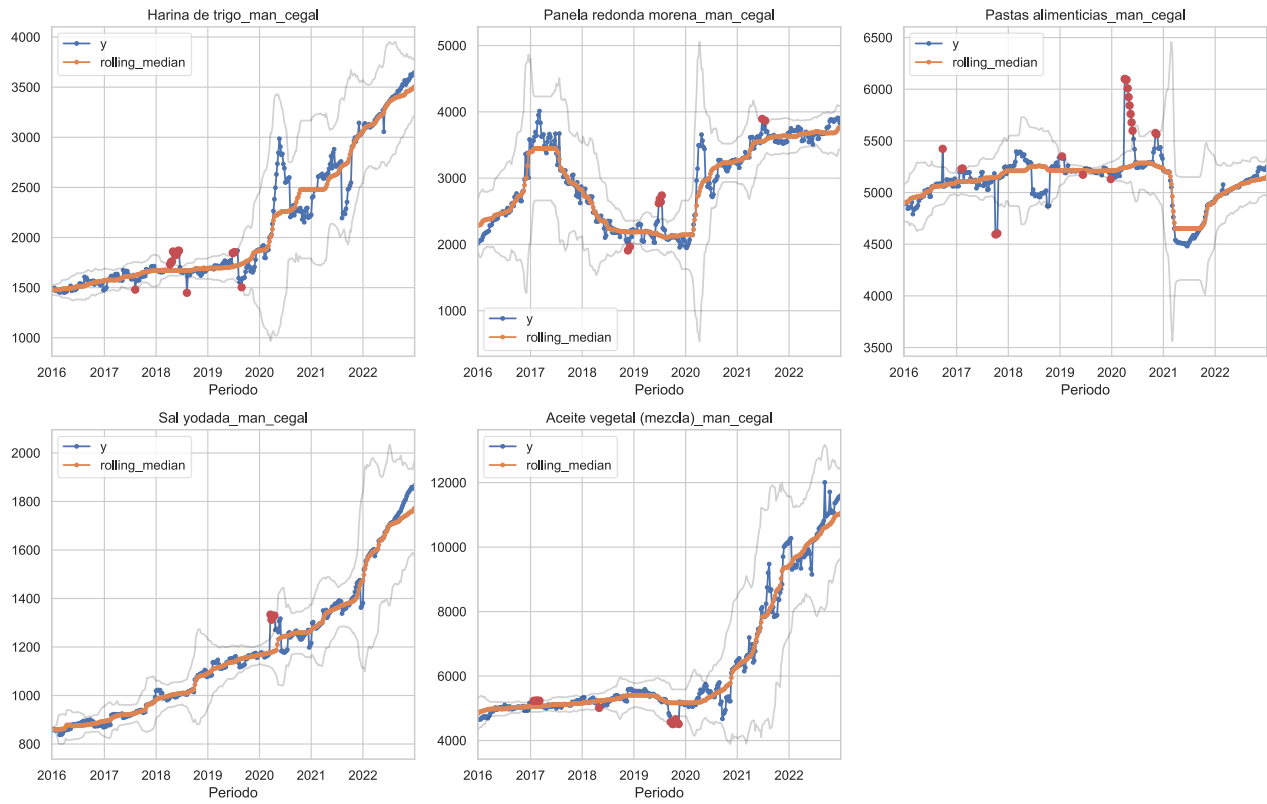 Harina de trigo_man_cegal
4000
3500
3000
2500
2000
1500
1000
y
rolling_median
2016 2017 2018 2019 2020 2021 2022
Periodo
Panela redonda morena_man_cegal
5000
4000
3000
2000
1000
y
rolling_median
2016 2017 2018 2019 2020 2021 2022
Periodo
Pastas alimenticias_man_cegal
6500
6000
5500
5000
4500
4000
3500
y
rolling_median
2016 2017 2018 2019 2020 2021 2022
Periodo
Sal yodada_man_cegal
2000
1800
1600
1400
1200
1000
800
y
rolling_median
2016 2017 2018 2019 2020 2021 2022
Periodo
Aceite vegetal (mezcla)_man_cegal
12000
10000
8000
6000
4000
y
rolling_median
2016 2017 2018 2019 2020 2021 2022
Periodo